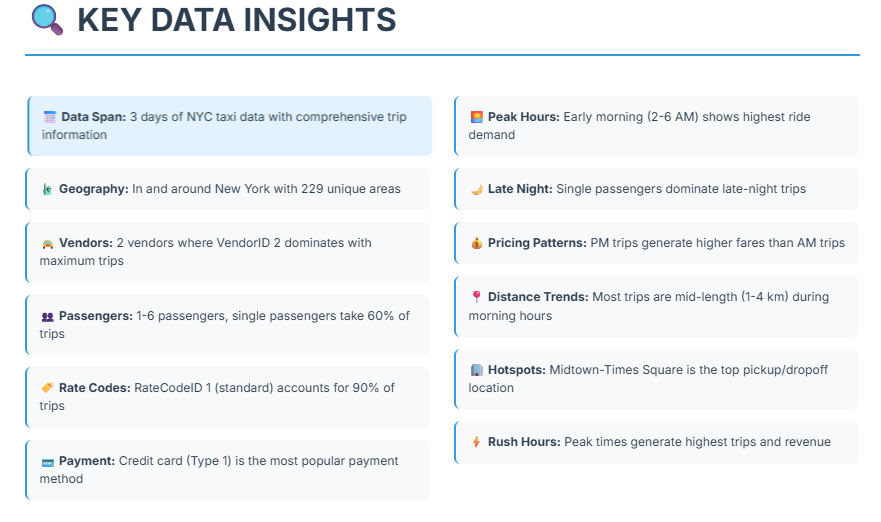 KEY DATA INSIGHTS
Data Span: 3 days of NYC taxi data with comprehensive trip
information
Geography: In and around New York with 229 unique areas
Vendors: 2 vendors where VendorID 2 dominates with
maximum trips
Passengers: 1-6 passengers, single passengers take 60% of
trips
Rate Codes: RateCodeID 1 (standard) accounts for 90% of
trips
Payment: Credit card (Type 1) is the most popular payment
method
Peak Hours: Early morning (2-6 AM) shows highest ride
demand
Late Night: Single passengers dominate late-night trips
Pricing Patterns: PM trips generate higher fares than AM trips
Distance Trends: Most trips are mid-length (1-4 km) during
morning hours
Hotspots: Midtown-Times Square is the top pickup/dropoff
location
Rush Hours: Peak times generate highest trips and revenue